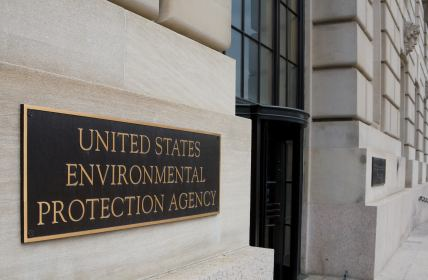 UNITED STATES
ENVIRONMENTAL
PROTECTION AGENCY